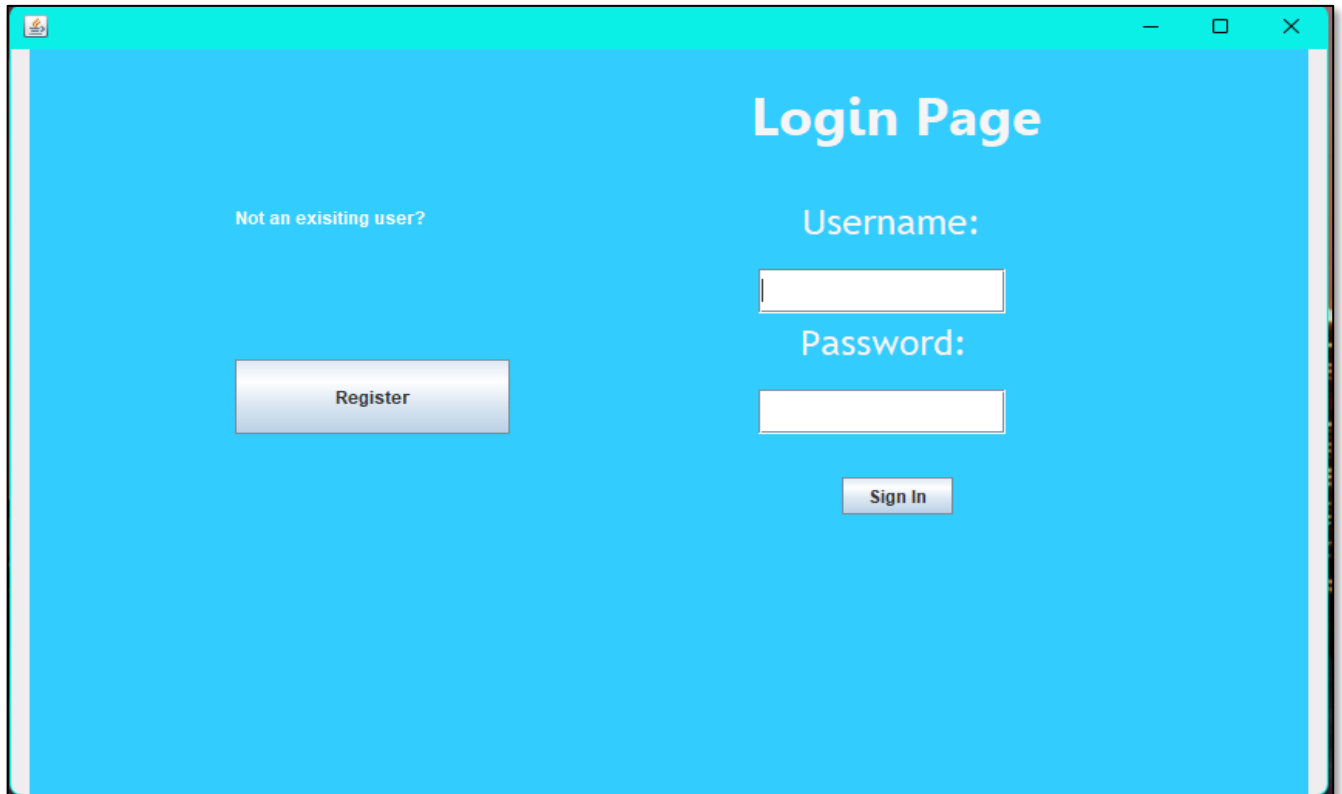 Login Page
Not an exisiting user?
Username:
Password:
Register
Sign In